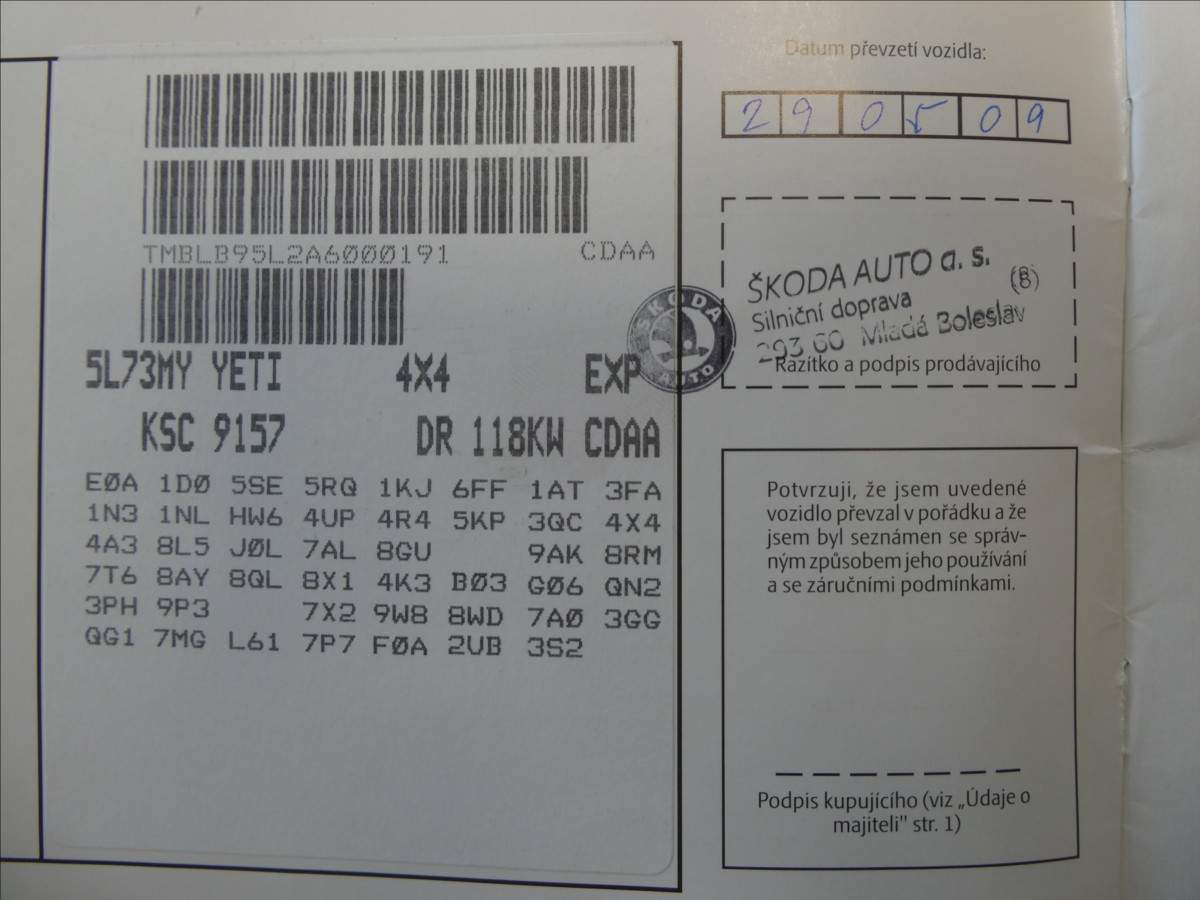 TMBLB95L2A6000191 CDAA
5L73MY YETI 4X4 EXP
KSC 9157 DR 118KW CDAA
E0A 1D0 5SE 5RQ 1KJ 6FF 1AT 3FA
1N3 1NL HW6 4UP 4R4 5KP 3QC 4X4
4A3 8L5 J0L 7AL 8GU 9AK 8RM
7T6 8AY 8QL 8X1 4K3 B03 G06 QN2
3PH 9P3 7X2 9W8 8WD 7A0 3GG
QG1 7MG L61 7P7 F0A 2UB 3S2
Datum převzetí vozidla:
29 05 09
ŠKODA AUTO a. s.
(8)
Silniční doprava
293 60 Mladá Boleslav
Razítko a podpis prodávajícího
ŠKODA
AUTO
Potvrzuji, že jsem uvedené
vozidlo převzal v pořádku a že
jsem byl seznámen se správ-
ným způsobem jeho používání
a se záručními podmínkami.
Podpis kupujícího (viz „Údaje o
majiteli" str. 1)